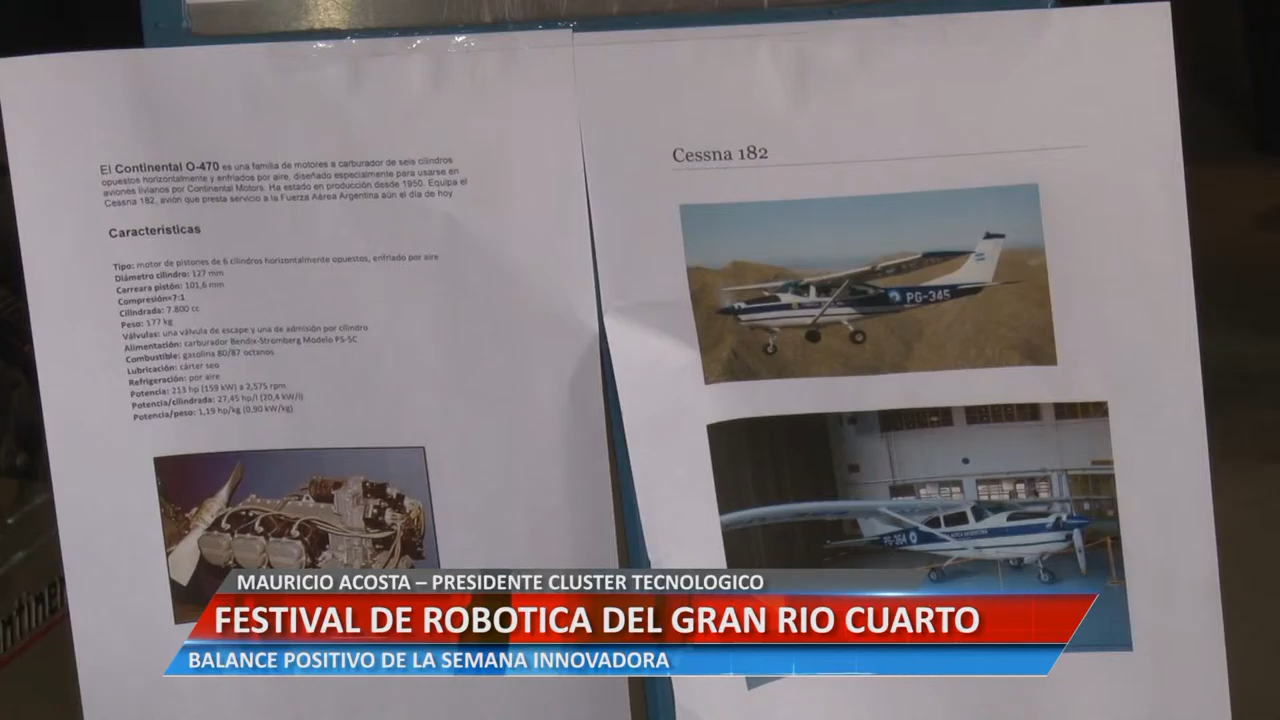 El Continental O-470 es una familia de motores a carburador de seis cilindros
opuestos horizontalmente y enfriados por aire, diseñado especialmente para usarse en
aviones livianos por Continental Motors. Ha estado en producción desde 1950. Equipa el
Cessna 182, avión que presta servicio a la Fuerza Aérea Argentina aún el día de hoy
Características
Tipo: motor de pistones de 6 cilindros horizontalmente opuestos, enfriado por aire
Diámetro cilindro: 127 mm
Carreara pistón: 101,6 mm
Compresión=7:1
Cilindrada: 7.800 cc
Peso: 177 kg
Válvulas: una válvula de escape y una de admisión por cilindro
Alimentación: carburador Bendix-Stromberg Modelo PS-5C
Combustible: gasolina 80/87 octanos
Lubricación: cárter seo
Refrigeración: por aire
Potencia: 213 hp (159 kW) a 2,575 rpm
Potencia/cilindrada: 27,45 hp/l (20,4 kW/l)
Potencia/peso: 1,19 hp/kg (0,90 kW/kg)
Cessna 182
PG-345
PG-364
MAURICIO ACOSTA – PRESIDENTE CLUSTER TECNOLOGICO
FESTIVAL DE ROBOTICA DEL GRAN RIO CUARTO
BALANCE POSITIVO DE LA SEMANA INNOVADORA